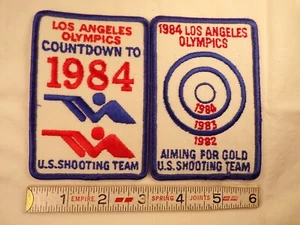 LOS ANGELES
OLYMPICS
COUNTDOWN TO
1984
U.S. SHOOTING TEAM
1984 LOS ANGELES
OLYMPICS
1984
1983
1982
AIMING FOR GOLD
U.S. SHOOTING TEAM
1 EMPIRE 2 3 SPRING 4 JOINTS 5 6